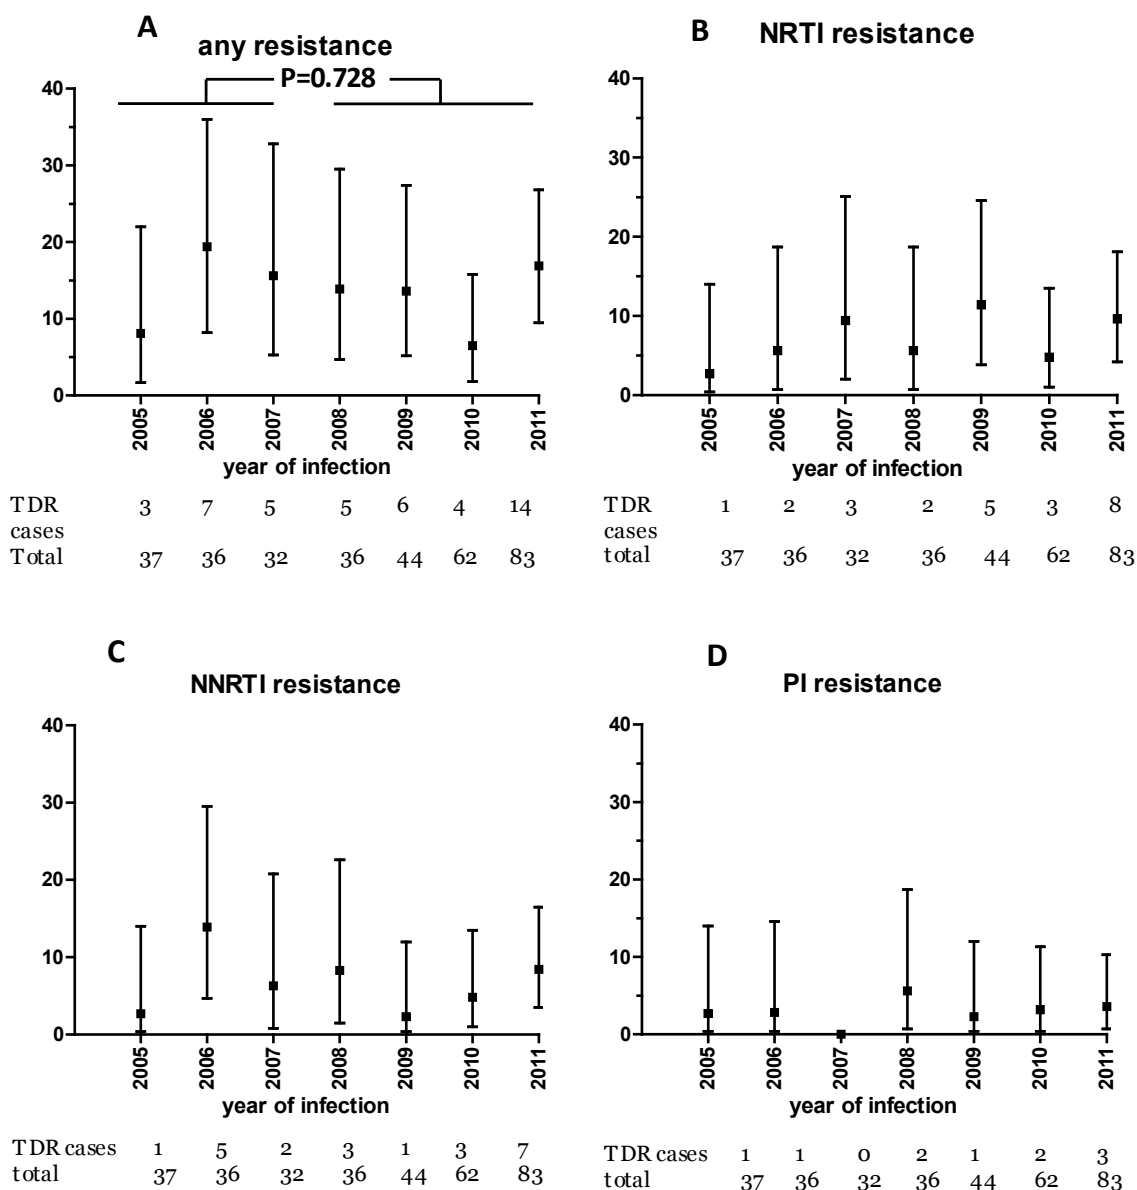 A
any resistance
P=0.728
40
30
20
10
0
2005 2006 2007 2008 2009 2010 2011
year of infection
TDR cases 3 7 5 5 6 4 14
Total 37 36 32 36 44 62 83
B
NRTI resistance
40
30
20
10
0
2005 2006 2007 2008 2009 2010 2011
year of infection
TDR cases 1 2 3 2 5 3 8
total 37 36 32 36 44 62 83
C
NNRTI resistance
40
30
20
10
0
2005 2006 2007 2008 2009 2010 2011
year of infection
TDR cases 1 5 2 3 1 3 7
total 37 36 32 36 44 62 83
D
PI resistance
40
30
20
10
0
2005 2006 2007 2008 2009 2010 2011
year of infection
TDR cases 1 1 0 2 1 2 3
total 37 36 32 36 44 62 83